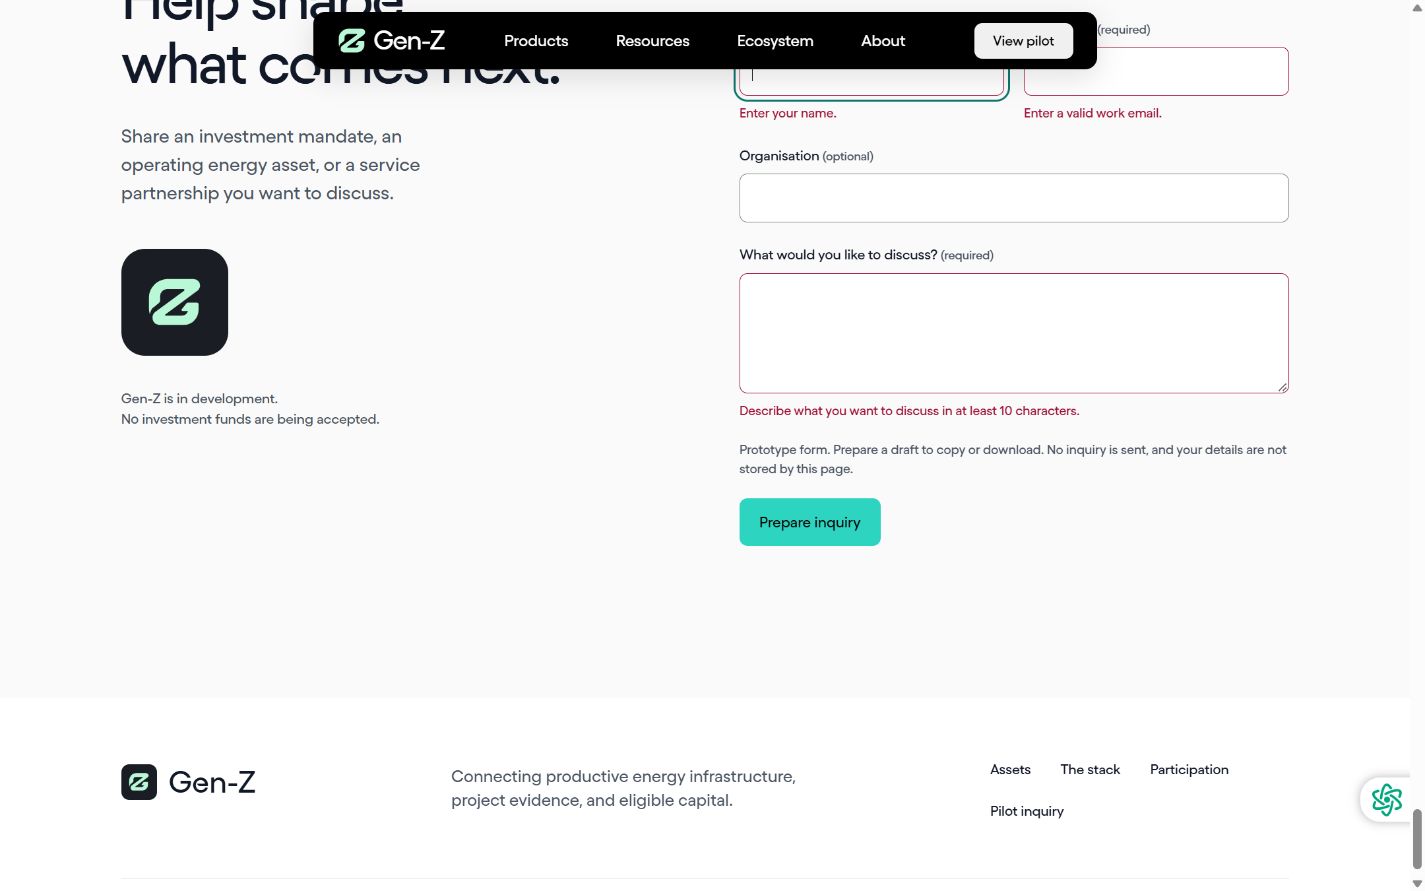 Help shape
what comes next.
Gen-Z
Products
Resources
Ecosystem
About
View pilot
(required)
Enter your name.
Enter a valid work email.
Share an investment mandate, an
operating energy asset, or a service
partnership you want to discuss.
Gen-Z is in development.
No investment funds are being accepted.
Organisation (optional)
What would you like to discuss? (required)
Describe what you want to discuss in at least 10 characters.
Prototype form. Prepare a draft to copy or download. No inquiry is sent, and your details are not
stored by this page.
Prepare inquiry
Gen-Z
Connecting productive energy infrastructure,
project evidence, and eligible capital.
Assets
The stack
Participation
Pilot inquiry